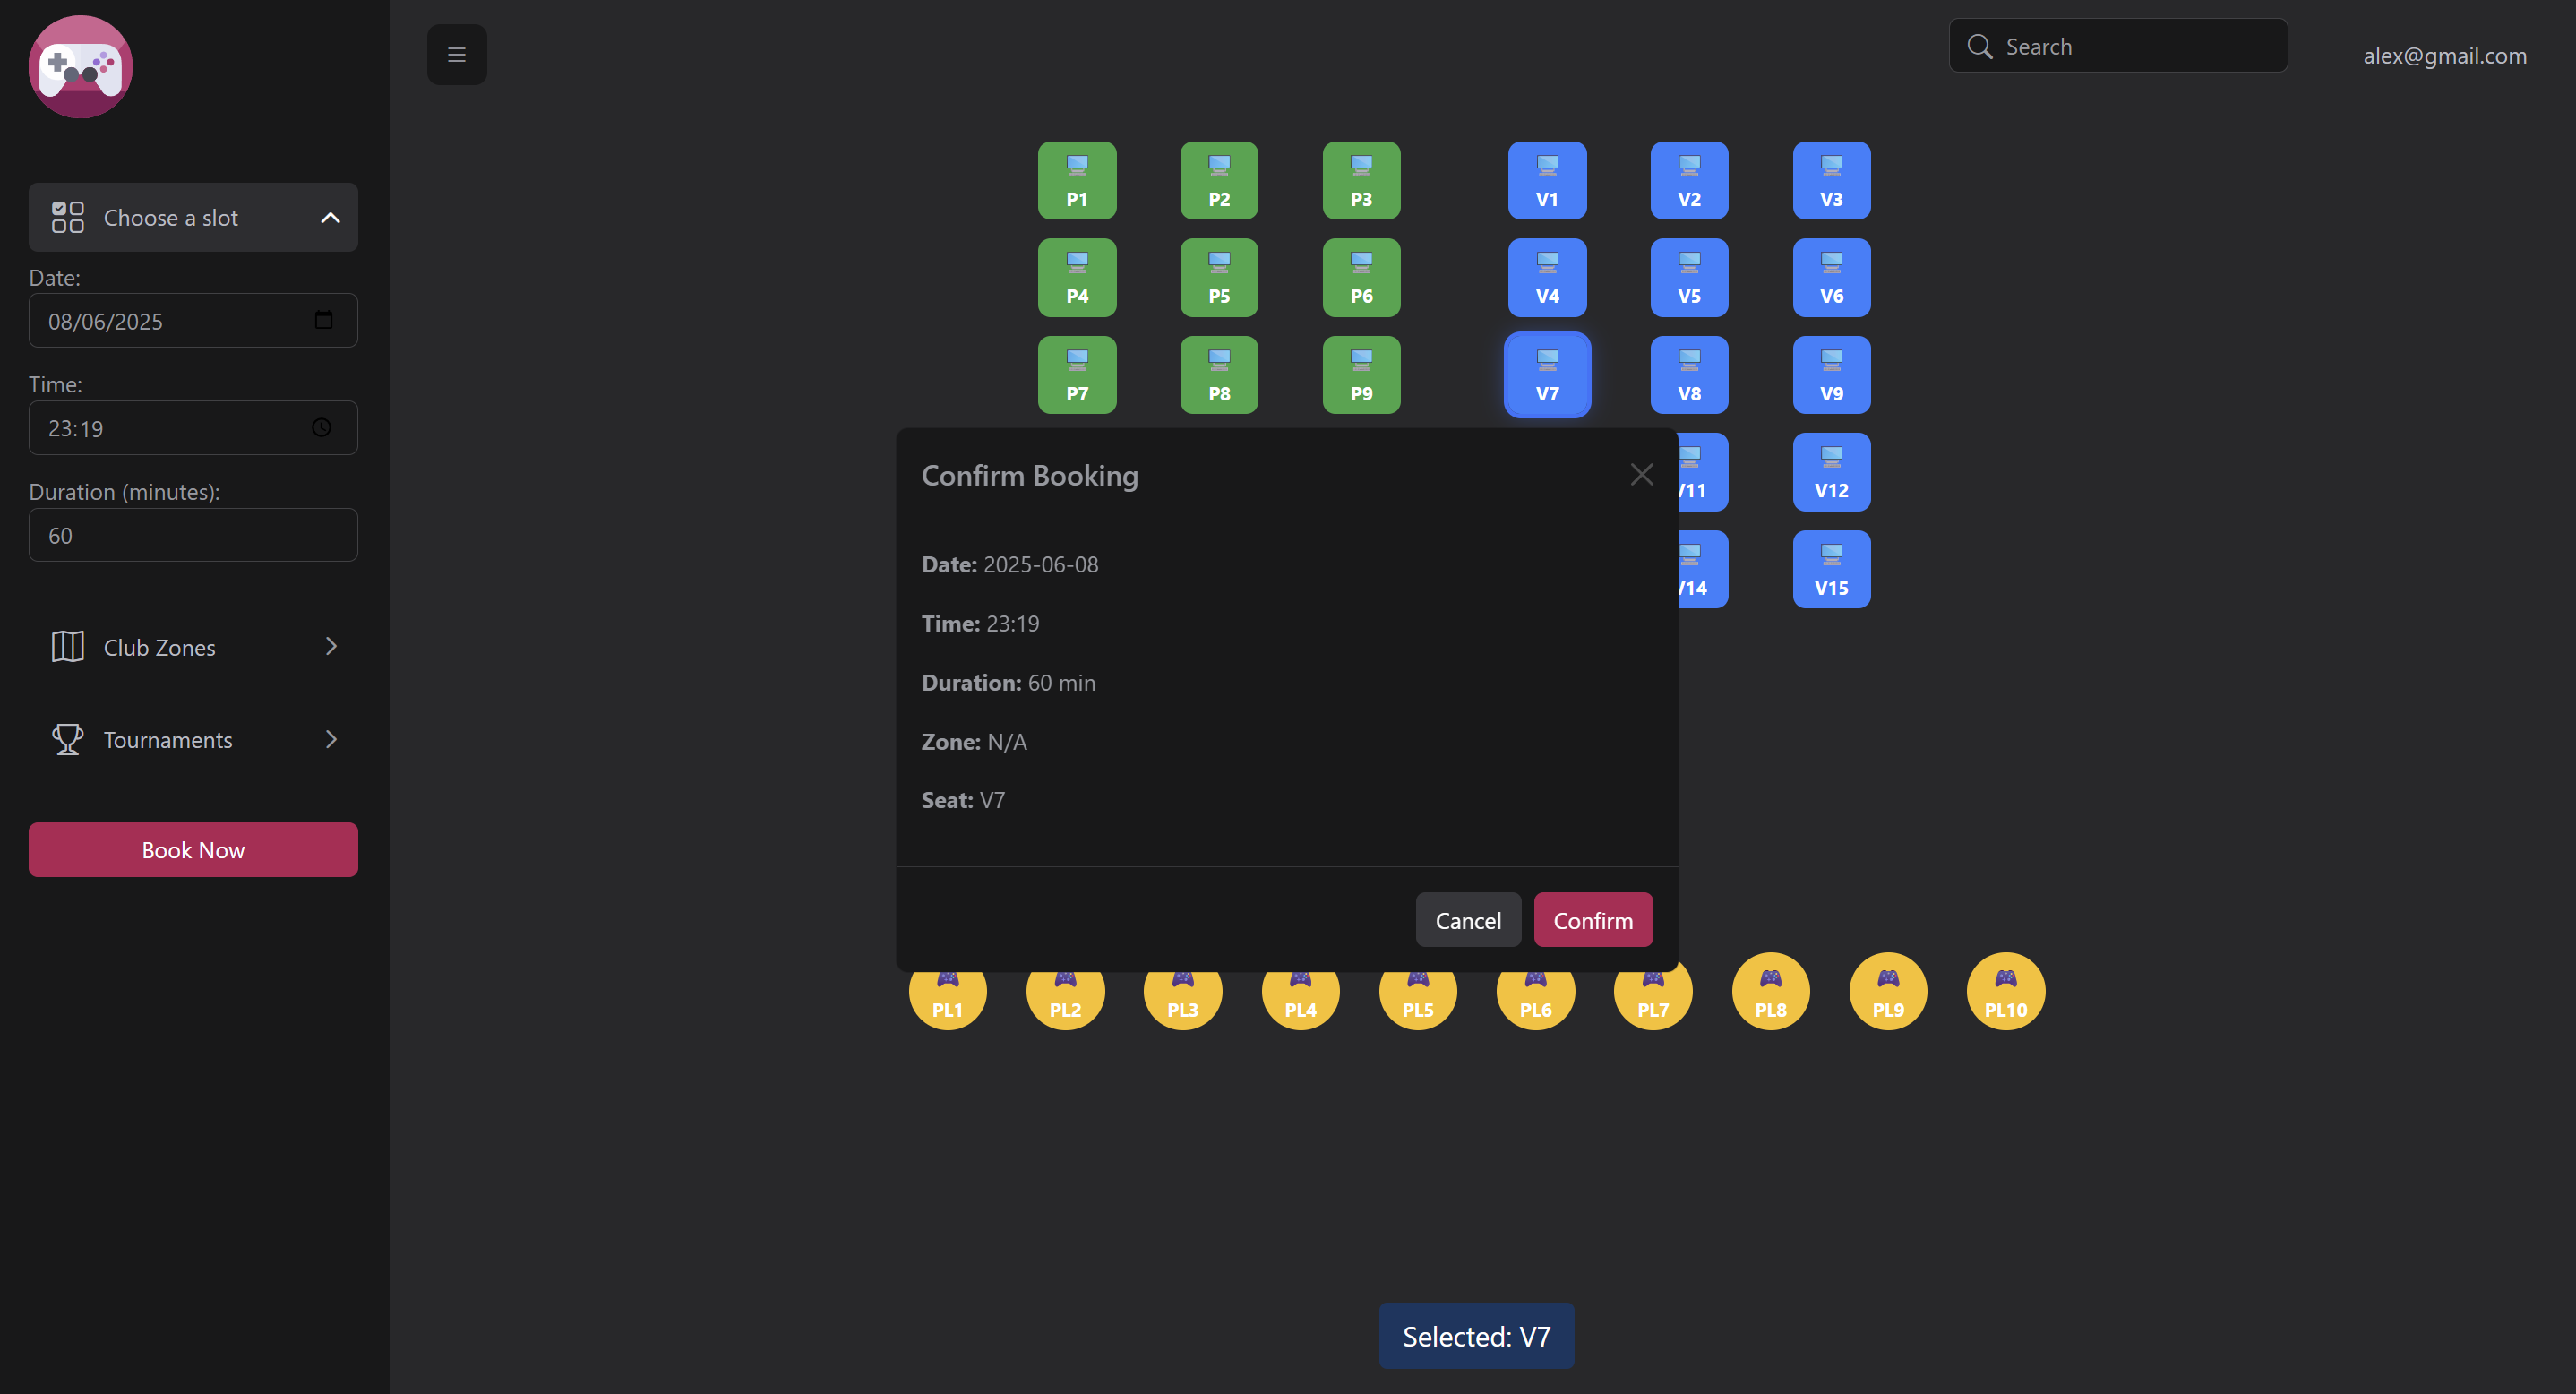 Search
alex@gmail.com
Choose a slot
Date:
08/06/2025
Time:
23:19
Duration (minutes):
60
Club Zones
Tournaments
Book Now
P1 P2 P3 V1 V2 V3
P4 P5 P6 V4 V5 V6
P7 P8 P9 V7 V8 V9
V11 V12
V14 V15
Confirm Booking
Date: 2025-06-08
Time: 23:19
Duration: 60 min
Zone: N/A
Seat: V7
Cancel Confirm
PL1 PL2 PL3 PL4 PL5 PL6 PL7 PL8 PL9 PL10
Selected: V7